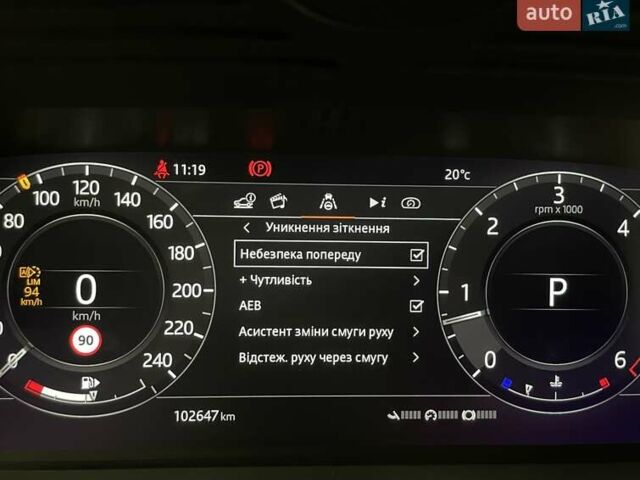 auto RIA
.com
11:19
20°c
80 100 120 140 160 180 200 220 240
km/h
0
km/h
LIM
94
km/h
90
0
Уникнення зіткнення
Небезпека попереду
+ Чутливість
AEB
Асистент зміни смуги руху
Відстеж. руху через смугу
0 1 2 3 4 6
rpm x 1000
P
102647 km